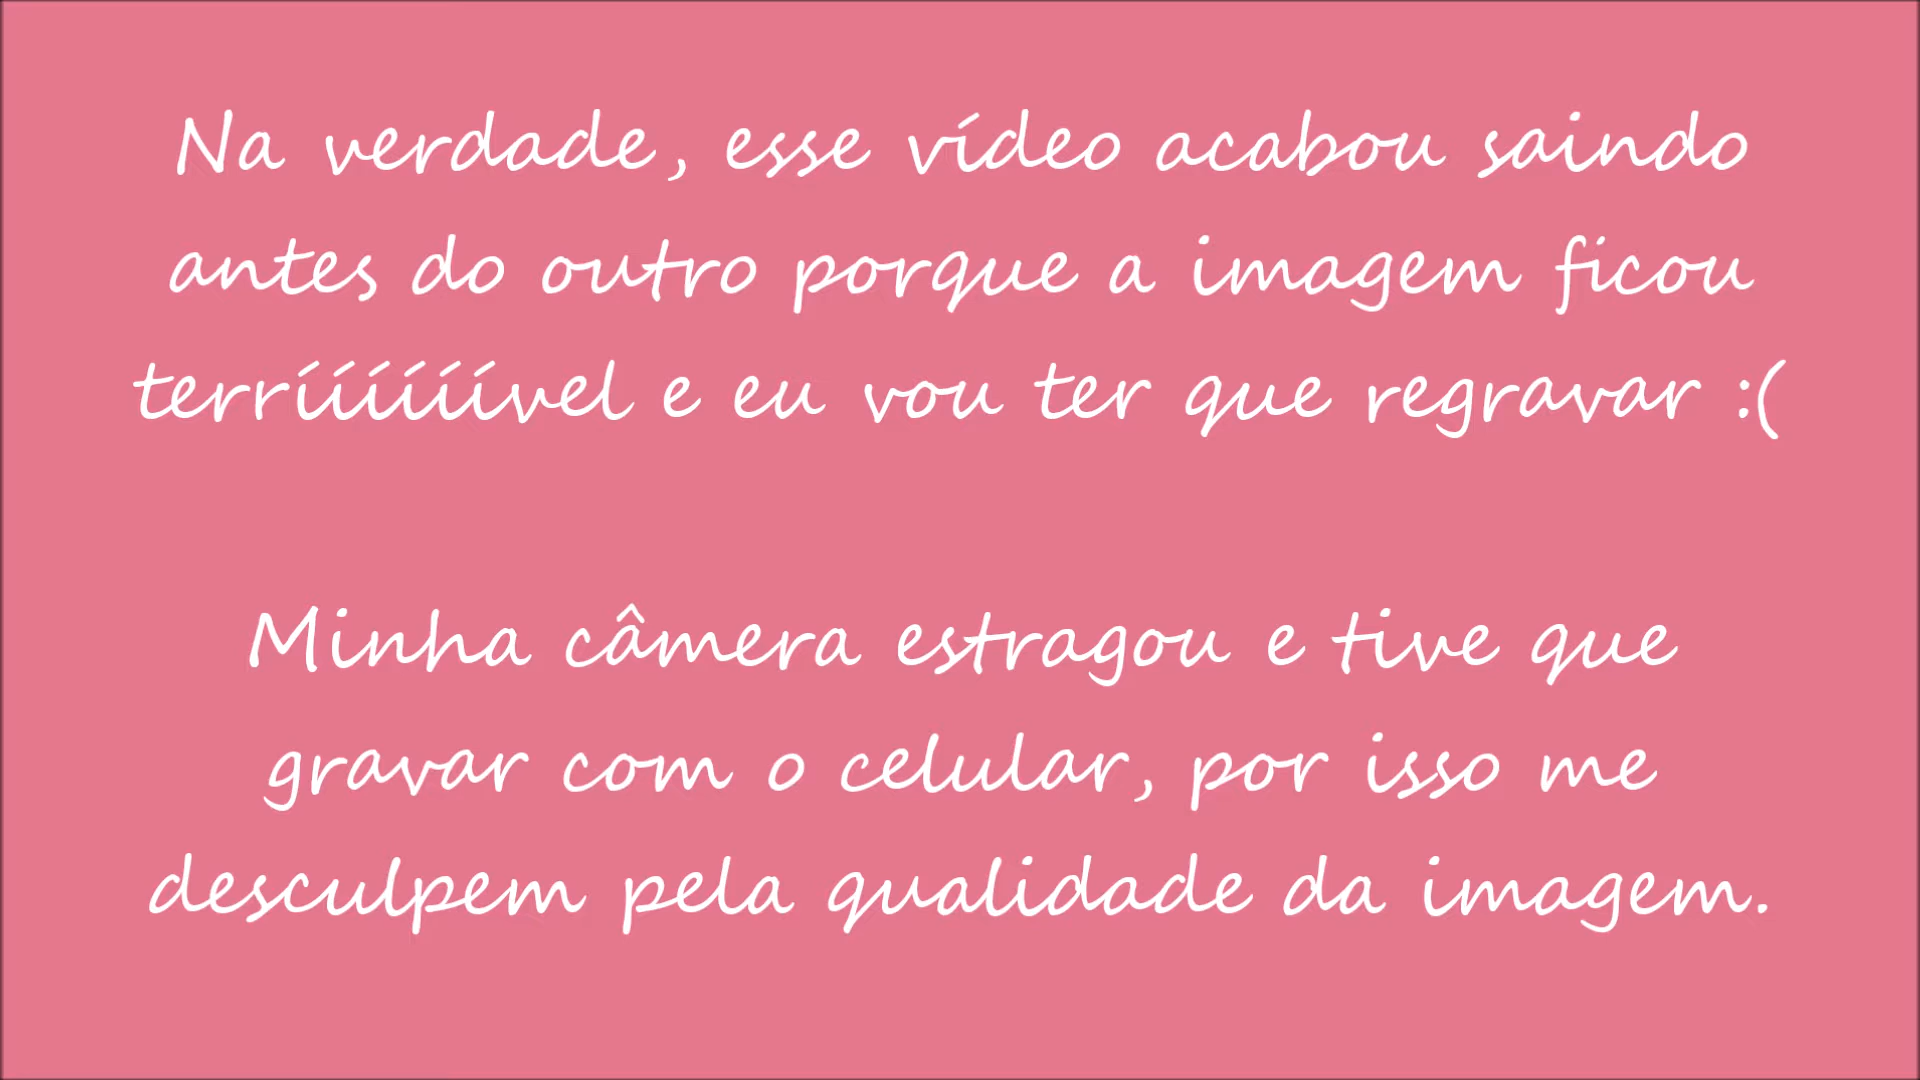 Na verdade, esse vídeo acabou saindo
antes do outro porque a imagem ficou
terrííííííível e eu vou ter que regravar :(
Minha câmera estragou e tive que
gravar com o celular, por isso me
desculpem pela qualidade da imagem.